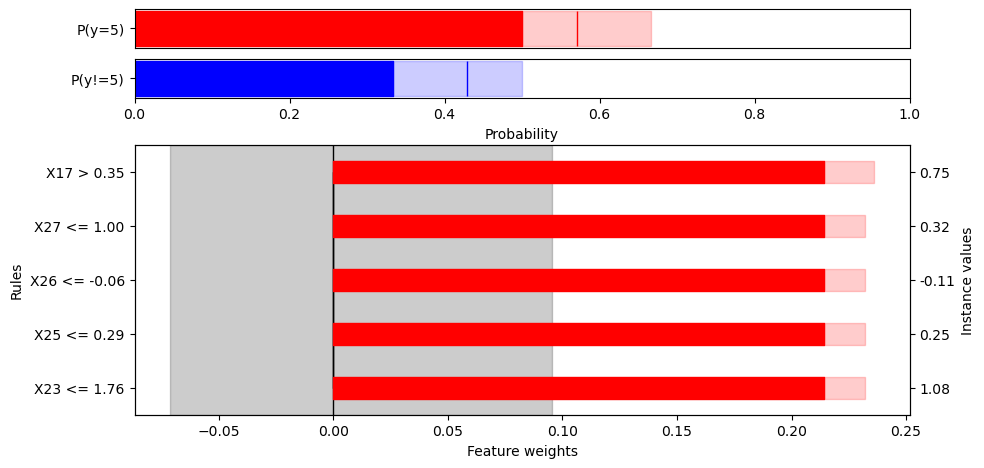 P(y=5)
P(y!=5)
0.0 0.2 0.4 0.6 0.8 1.0
Probability
X17 > 0.35 0.75
X27 <= 1.00 0.32
X26 <= -0.06 -0.11
X25 <= 0.29 0.25
X23 <= 1.76 1.08
Rules
Instance values
−0.05 0.00 0.05 0.10 0.15 0.20 0.25
Feature weights